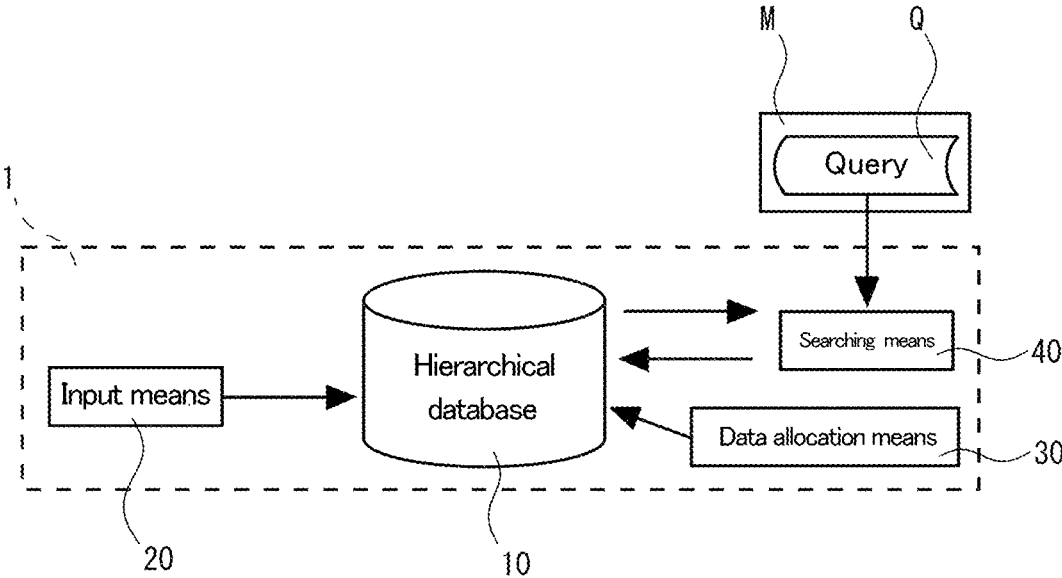 M Q
Query
1
Searching means
40
Hierarchical
database
Input means
Data allocation means
30
20
10